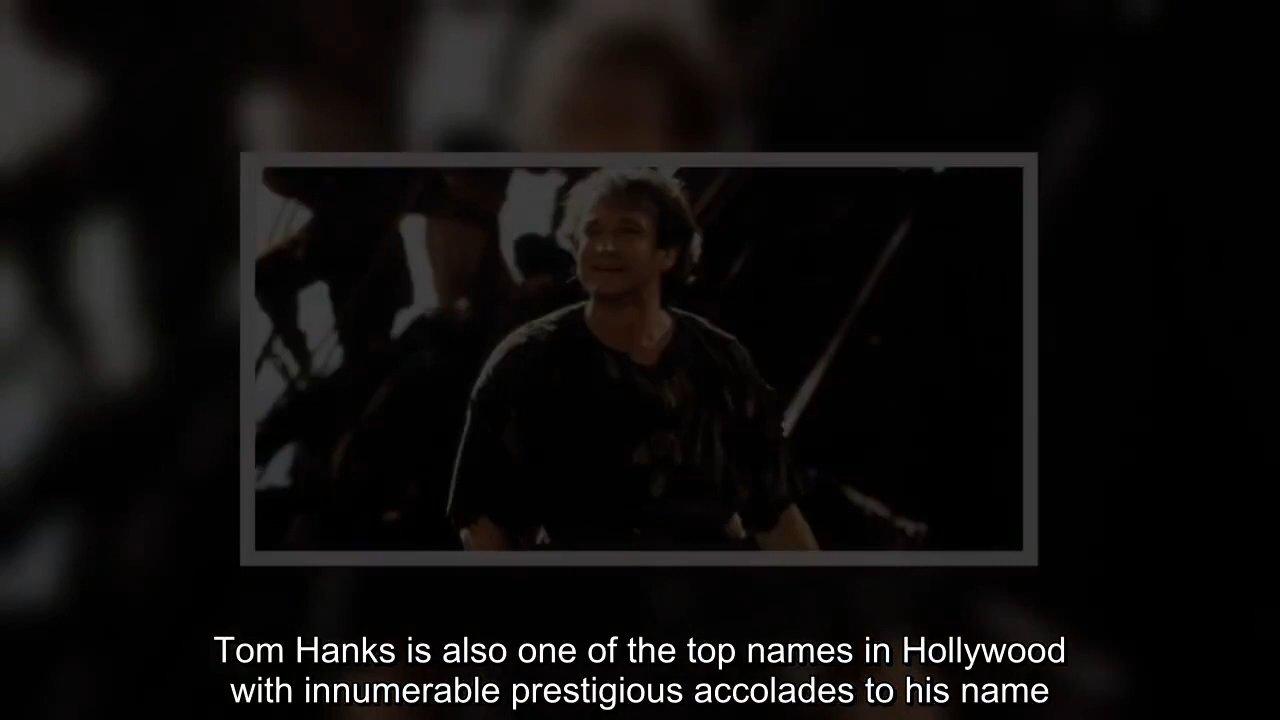 Tom Hanks is also one of the top names in Hollywood
with innumerable prestigious accolades to his name